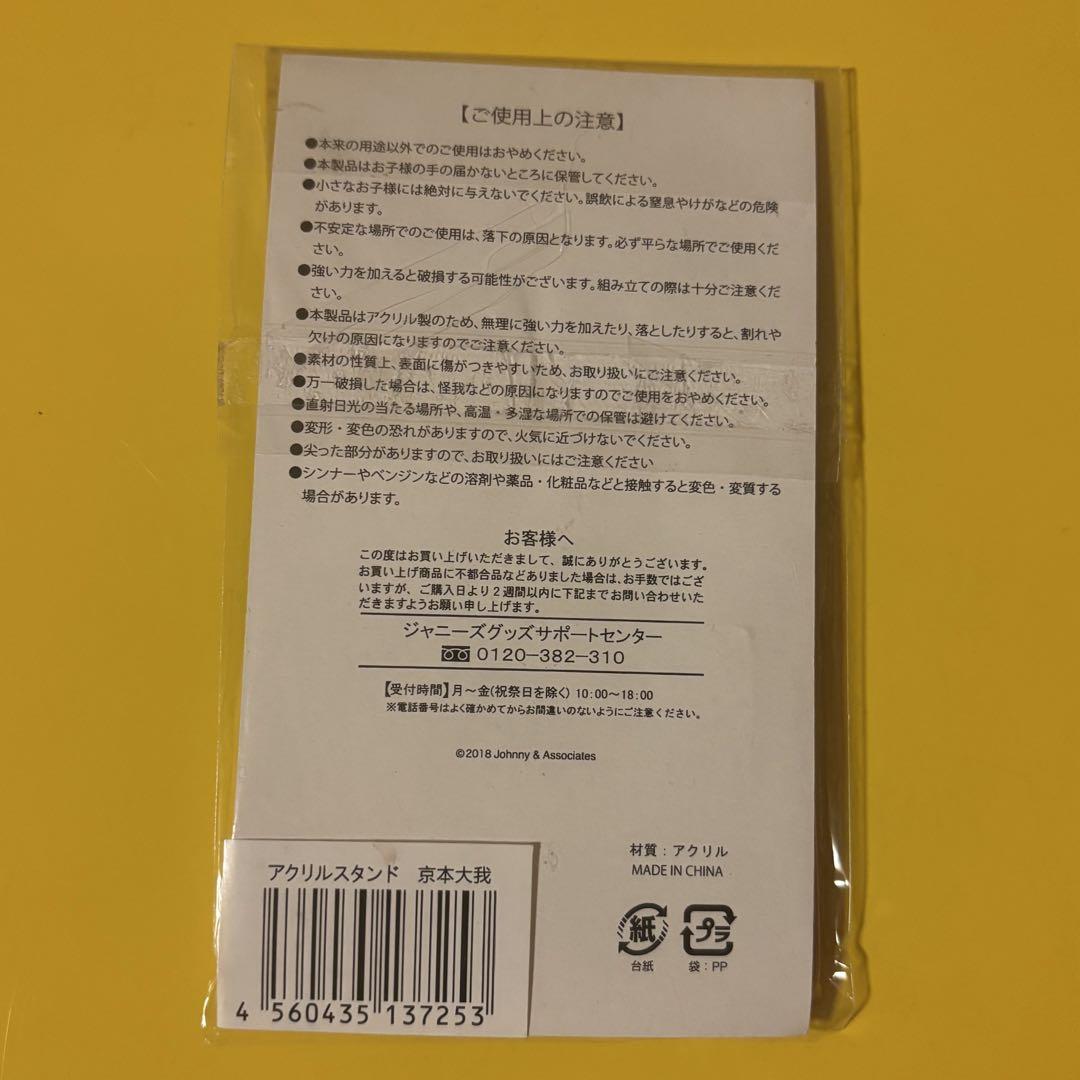 【ご使用上の注意】
●本来の用途以外でのご使用はおやめください。
●本製品はお子様の手の届かないところに保管してください。
●小さなお子様には絶対に与えないでください。誤飲による窒息やけがなどの危険
があります。
●不安定な場所でのご使用は、落下の原因となります。必ず平らな場所でご使用くだ
さい。
●強い力を加えると破損する可能性がございます。組み立ての際は十分ご注意くだ
さい。
●本製品はアクリル製のため、無理に強い力を加えたり、落としたりすると、割れや
欠けの原因になりますのでご注意ください。
●素材の性質上、表面に傷がつきやすいため、お取り扱いにご注意ください。
●万一破損した場合は、怪我などの原因になりますのでご使用をおやめください。
●直射日光の当たる場所や、高温・多湿な場所での保管は避けてください。
●変形・変色の恐れがありますので、火気に近づけないでください。
●尖った部分がありますので、お取り扱いにはご注意ください
●シンナーやベンジンなどの溶剤や薬品・化粧品などと接触すると変色・変質する
場合があります。
お客様へ
この度はお買い上げいただきまして、誠にありがとうございます。
お買い上げ商品に不都合品などありました場合は、お手数ではござ
いますが、ご購入日より２週間以内に下記までお問い合わせいた
だきますようお願い申し上げます。
ジャニーズグッズサポートセンター
0120-382-310
【受付時間】月～金(祝祭日を除く) 10:00～18:00
※電話番号はよく確かめてからお間違いのないようにご注意ください。
©2018 Johnny & Associates
材質：アクリル
MADE IN CHINA
紙
プラ
台紙
袋：PP
アクリルスタンド 京本大我
4 560435 137253